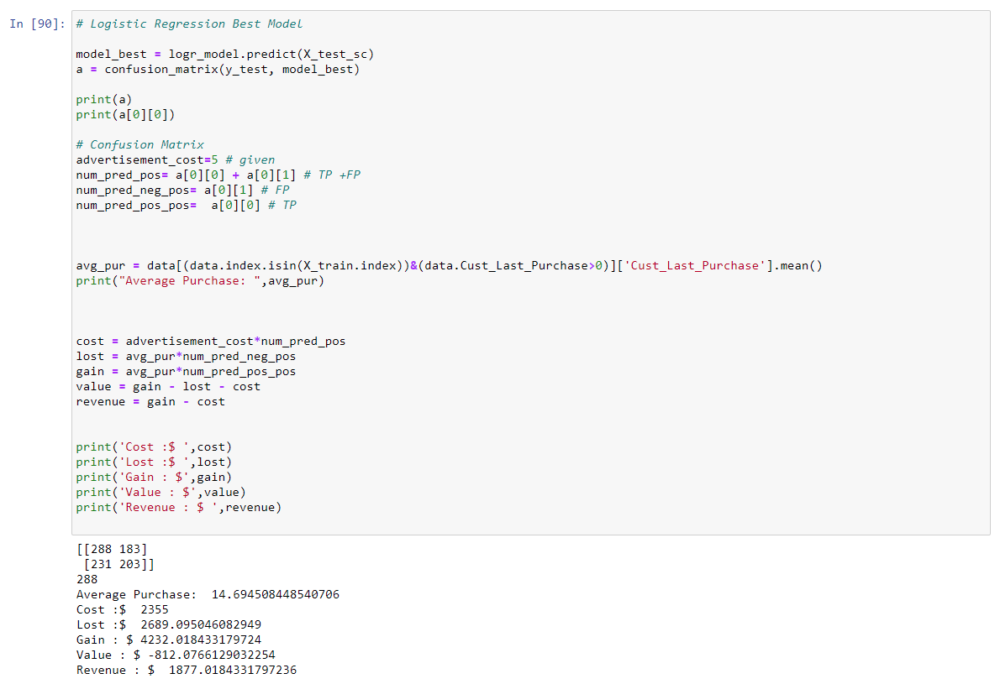 In [90]: # Logistic Regression Best Model
model_best = logr_model.predict(X_test_sc)
a = confusion_matrix(y_test, model_best)
print(a)
print(a[0][0])
# Confusion Matrix
advertisement_cost=5 # given
num_pred_pos= a[0][0] + a[0][1] # TP +FP
num_pred_neg_pos= a[0][1] # FP
num_pred_pos_pos=  a[0][0] # TP
avg_pur = data[(data.index.isin(X_train.index))&(data.Cust_Last_Purchase>0)]['Cust_Last_Purchase'].mean()
print("Average Purchase: ",avg_pur)
cost = advertisement_cost*num_pred_pos
lost = avg_pur*num_pred_neg_pos
gain = avg_pur*num_pred_pos_pos
value = gain - lost - cost
revenue = gain - cost
print('Cost :$ ',cost)
print('Lost :$ ',lost)
print('Gain : $',gain)
print('Value : $',value)
print('Revenue : $ ',revenue)
[[288 183]
 [231 203]]
288
Average Purchase:  14.694508448540706
Cost :$  2355
Lost :$  2689.095046082949
Gain : $ 4232.018433179724
Value : $ -812.0766129032254
Revenue : $  1877.0184331797236